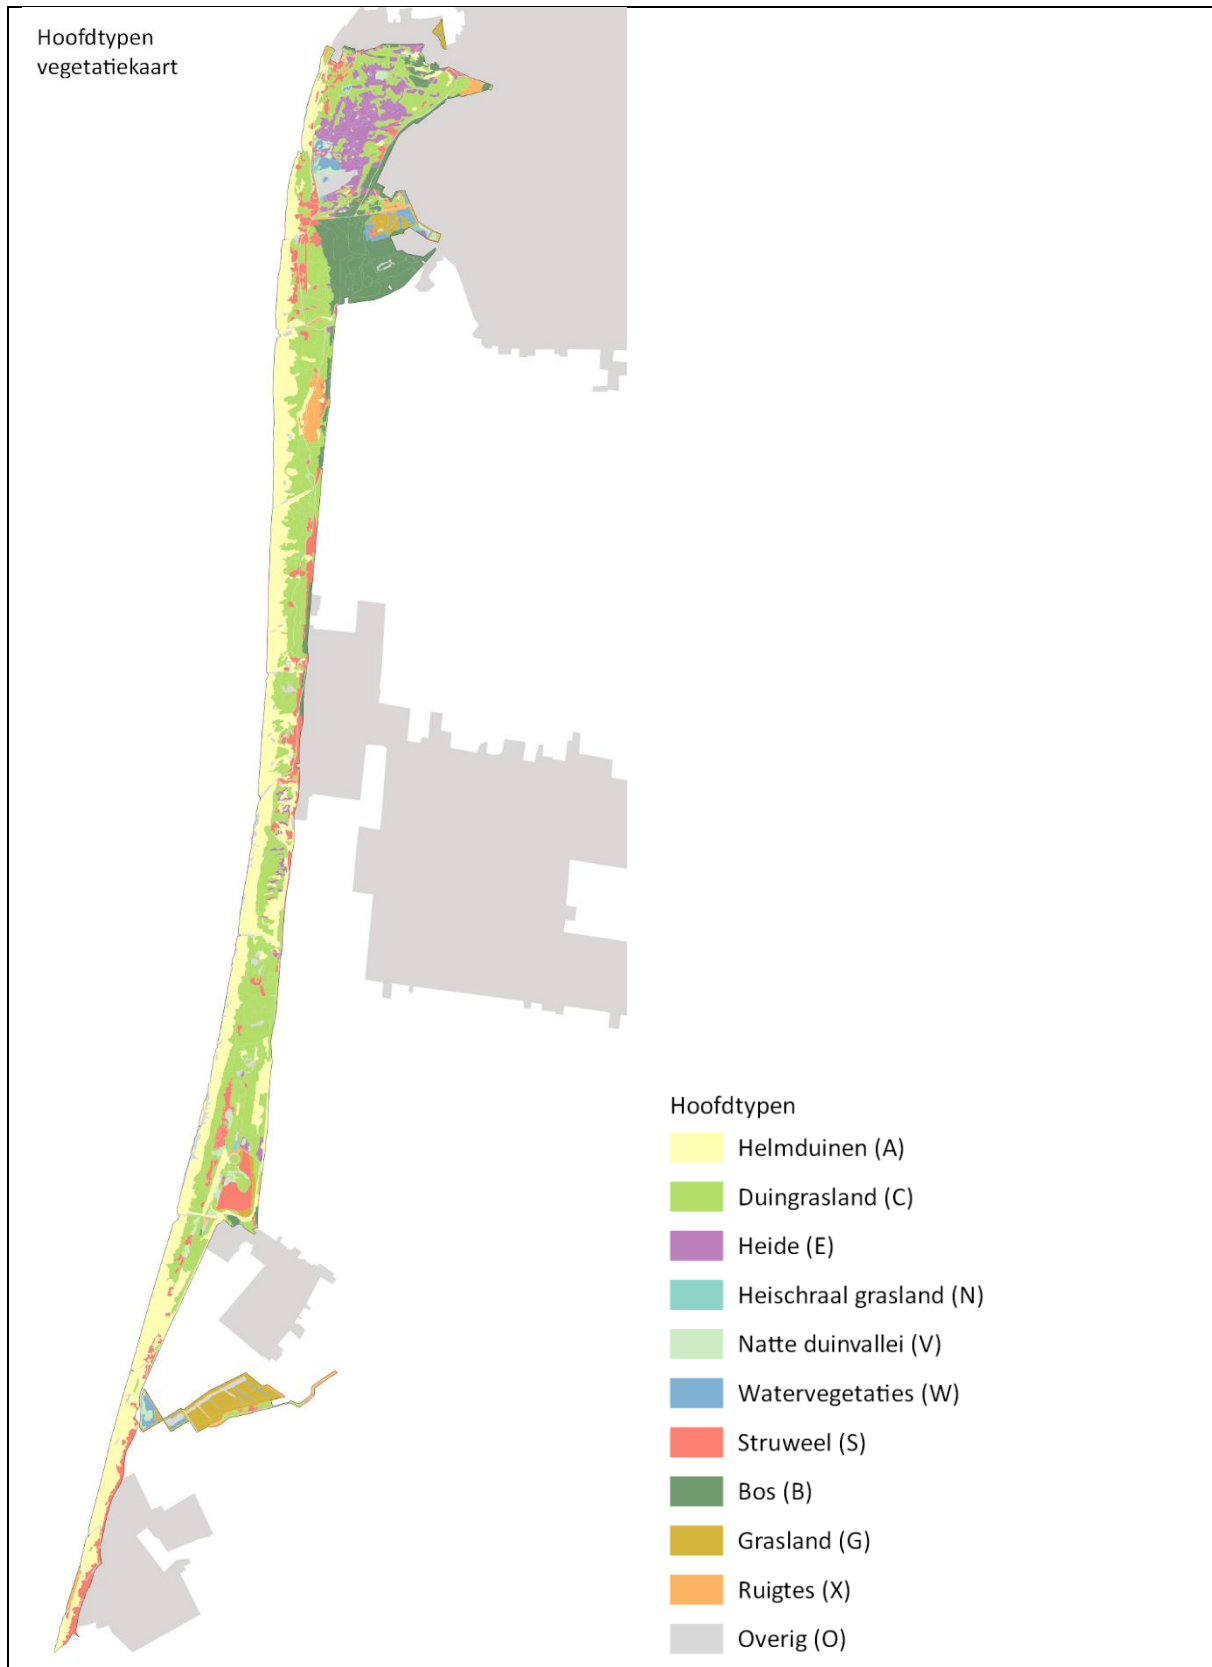 Hoofdtypen
vegetatiekaart
Hoofdtypen
Helmduinen (A)
Duingrasland (C)
Heide (E)
Heischraal grasland (N)
Natte duinvallei (V)
Watervegetaties (W)
Struweel (S)
Bos (B)
Grasland (G)
Ruigtes (X)
Overig (O)